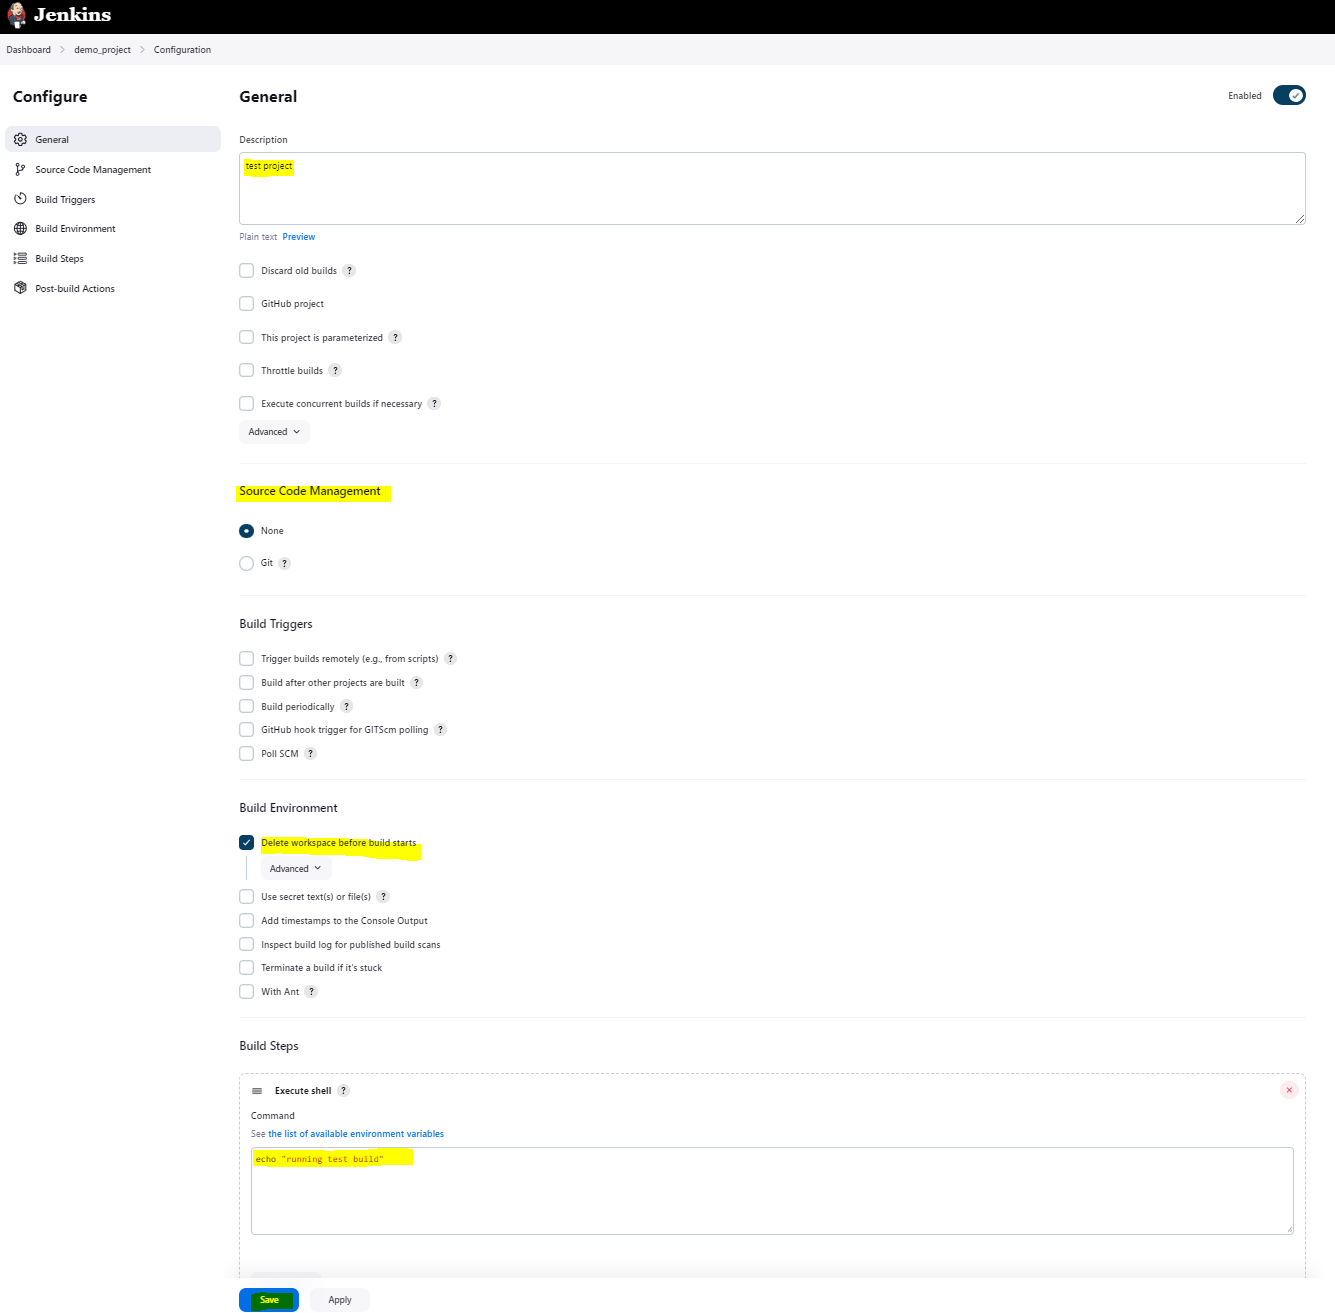 Jenkins
Dashboard > demo_project > Configuration
Configure
General
Source Code Management
Build Triggers
Build Environment
Build Steps
Post-build Actions
General
Enabled
Description
test project
Plain text Preview
Discard old builds ?
GitHub project
This project is parameterized ?
Throttle builds ?
Execute concurrent builds if necessary ?
Advanced
Source Code Management
None
Git ?
Build Triggers
Trigger builds remotely (e.g., from scripts) ?
Build after other projects are built ?
Build periodically ?
GitHub hook trigger for GITScm polling ?
Poll SCM ?
Build Environment
Delete workspace before build starts
Advanced
Use secret text(s) or file(s) ?
Add timestamps to the Console Output
Inspect build log for published build scans
Terminate a build if it's stuck
With Ant ?
Build Steps
Execute shell ?
Command
See the list of available environment variables
echo "running test build"
Save Apply